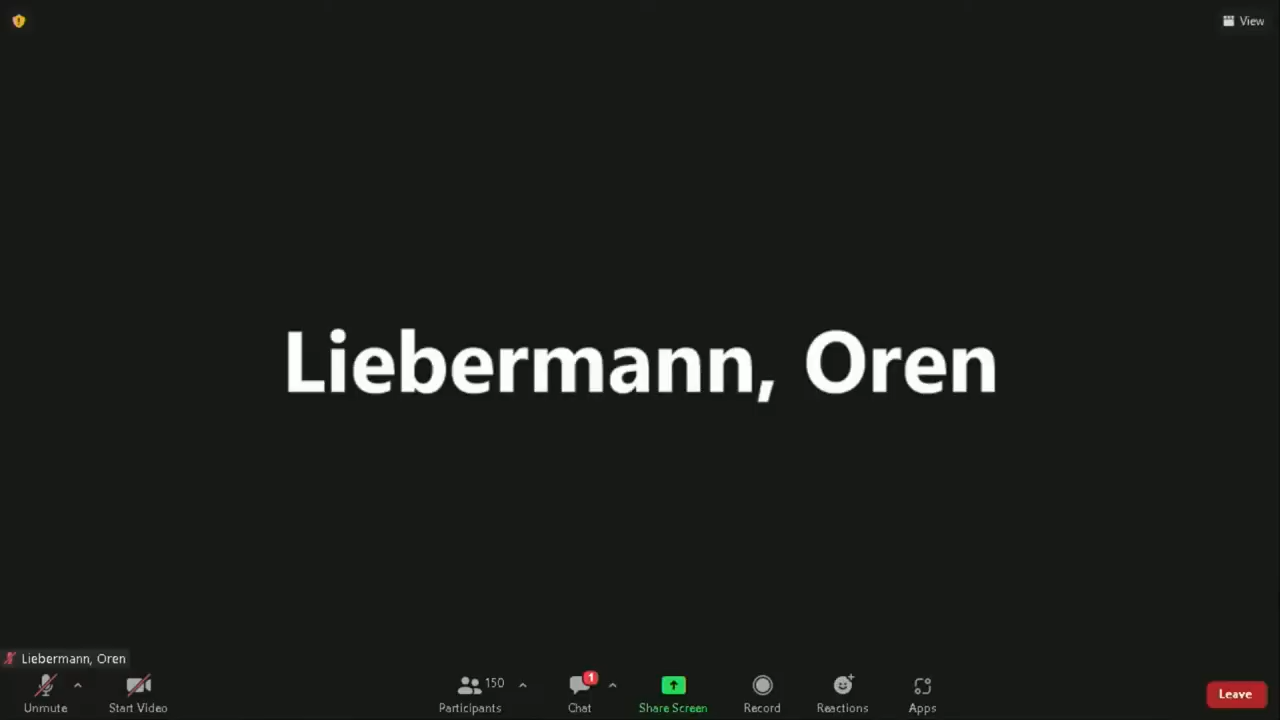 View
Liebermann, Oren
Liebermann, Oren
Unmute
Start Video
150
Participants
1
Chat
Share Screen
Record
Reactions
Apps
Leave